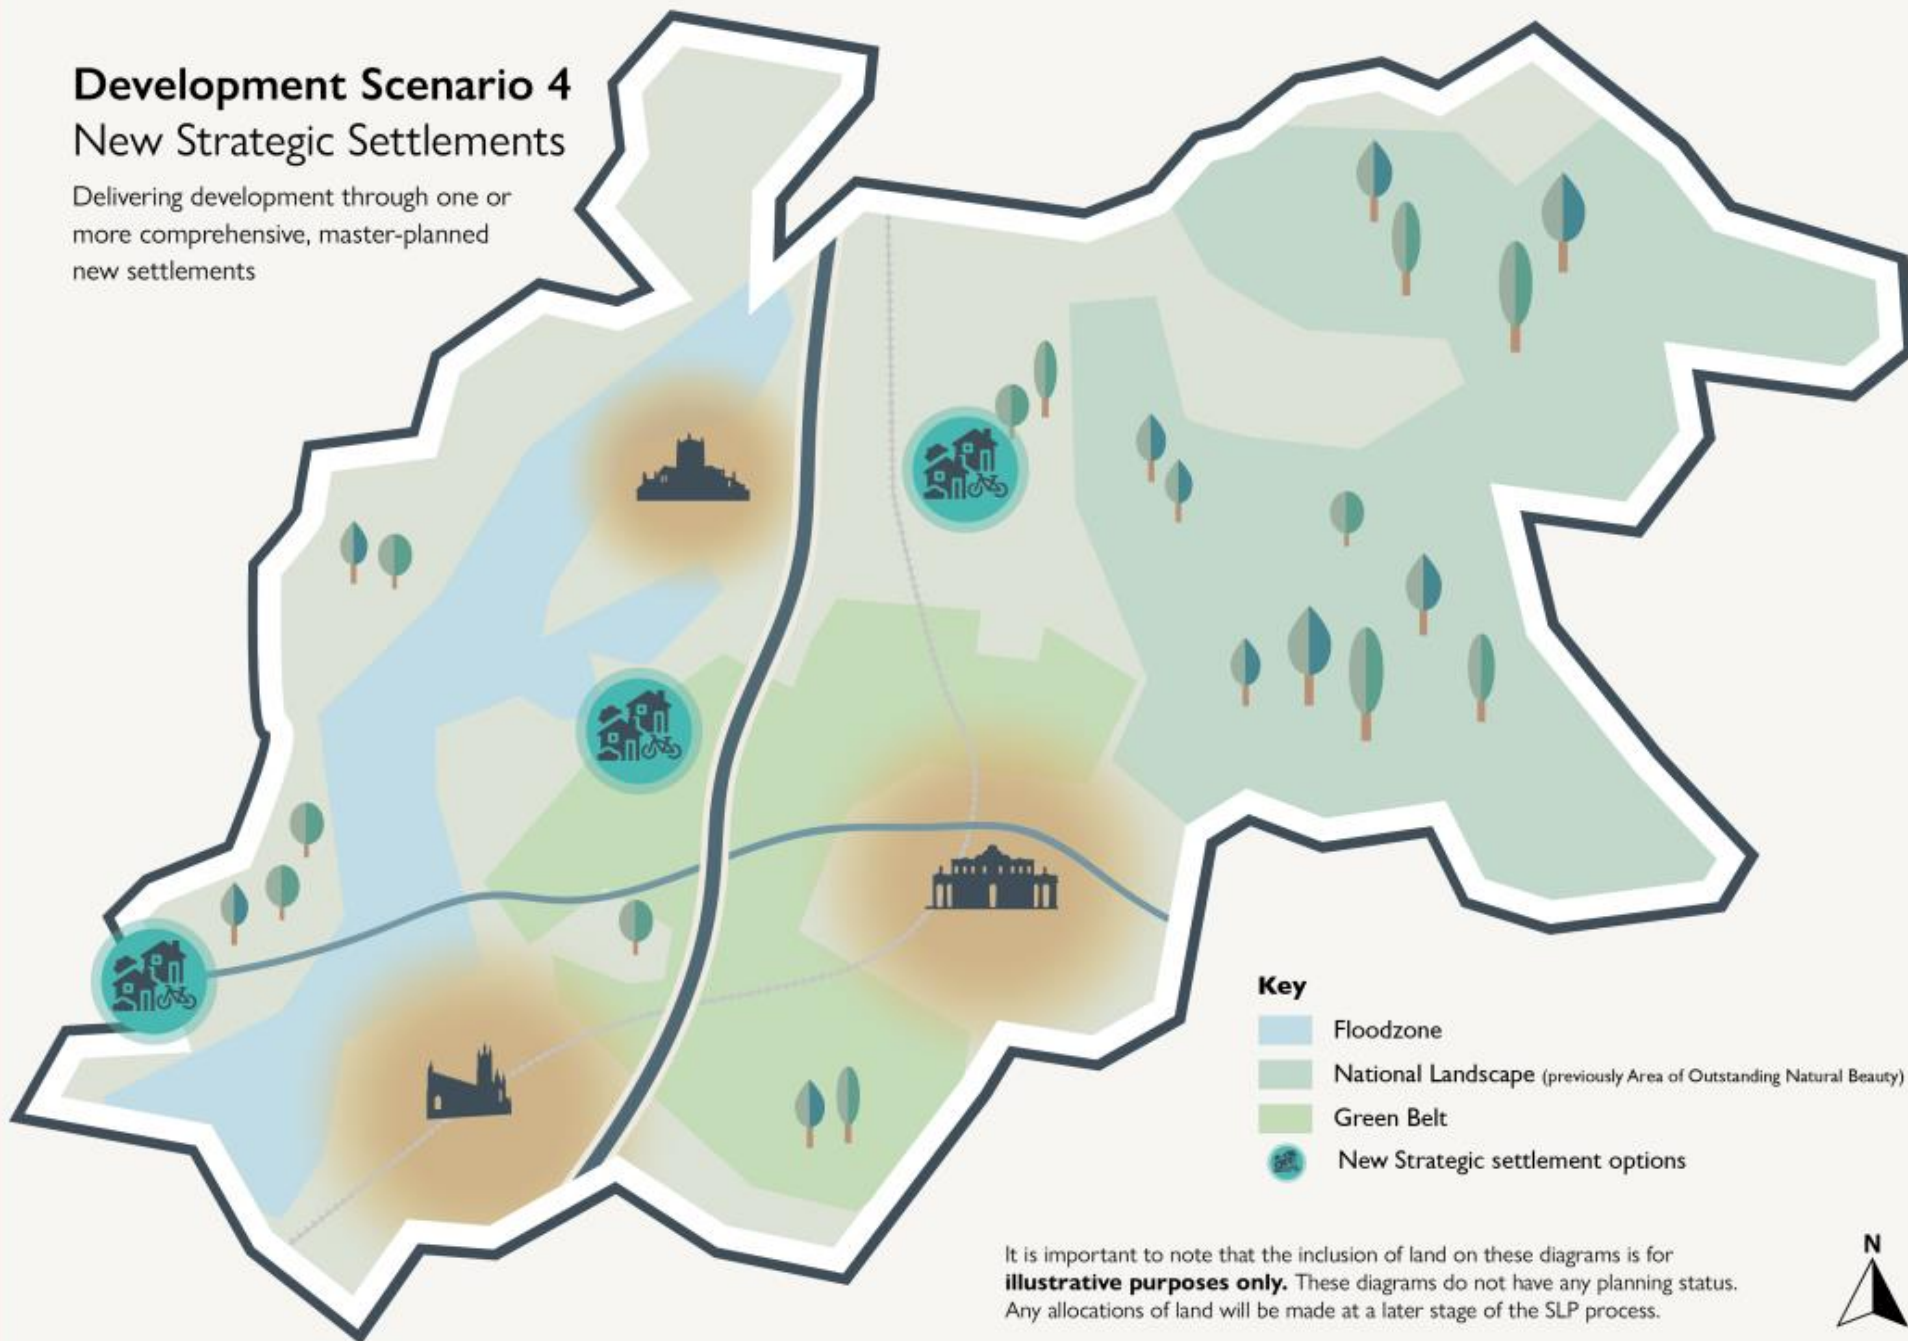 Development Scenario 4
New Strategic Settlements
Delivering development through one or
more comprehensive, master-planned
new settlements
Key
Floodzone
National Landscape (previously Area of Outstanding Natural Beauty)
Green Belt
New Strategic settlement options
It is important to note that the inclusion of land on these diagrams is for
illustrative purposes only. These diagrams do not have any planning status.
Any allocations of land will be made at a later stage of the SLP process.
N